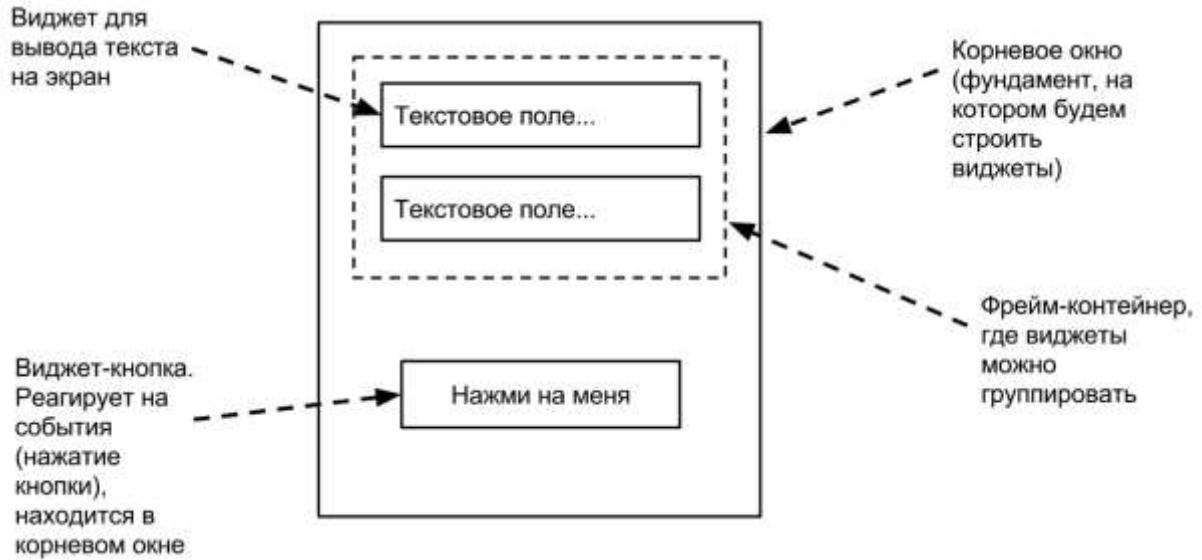 Виджет для
вывода текста
на экран
Текстовое поле...
Текстовое поле...
Корневое окно
(фундамент, на
котором будем
строить
виджеты)
Фрейм-контейнер,
где виджеты
можно
группировать
Виджет-кнопка.
Реагирует на
события
(нажатие
кнопки),
находится в
корневом окне
Нажми на меня